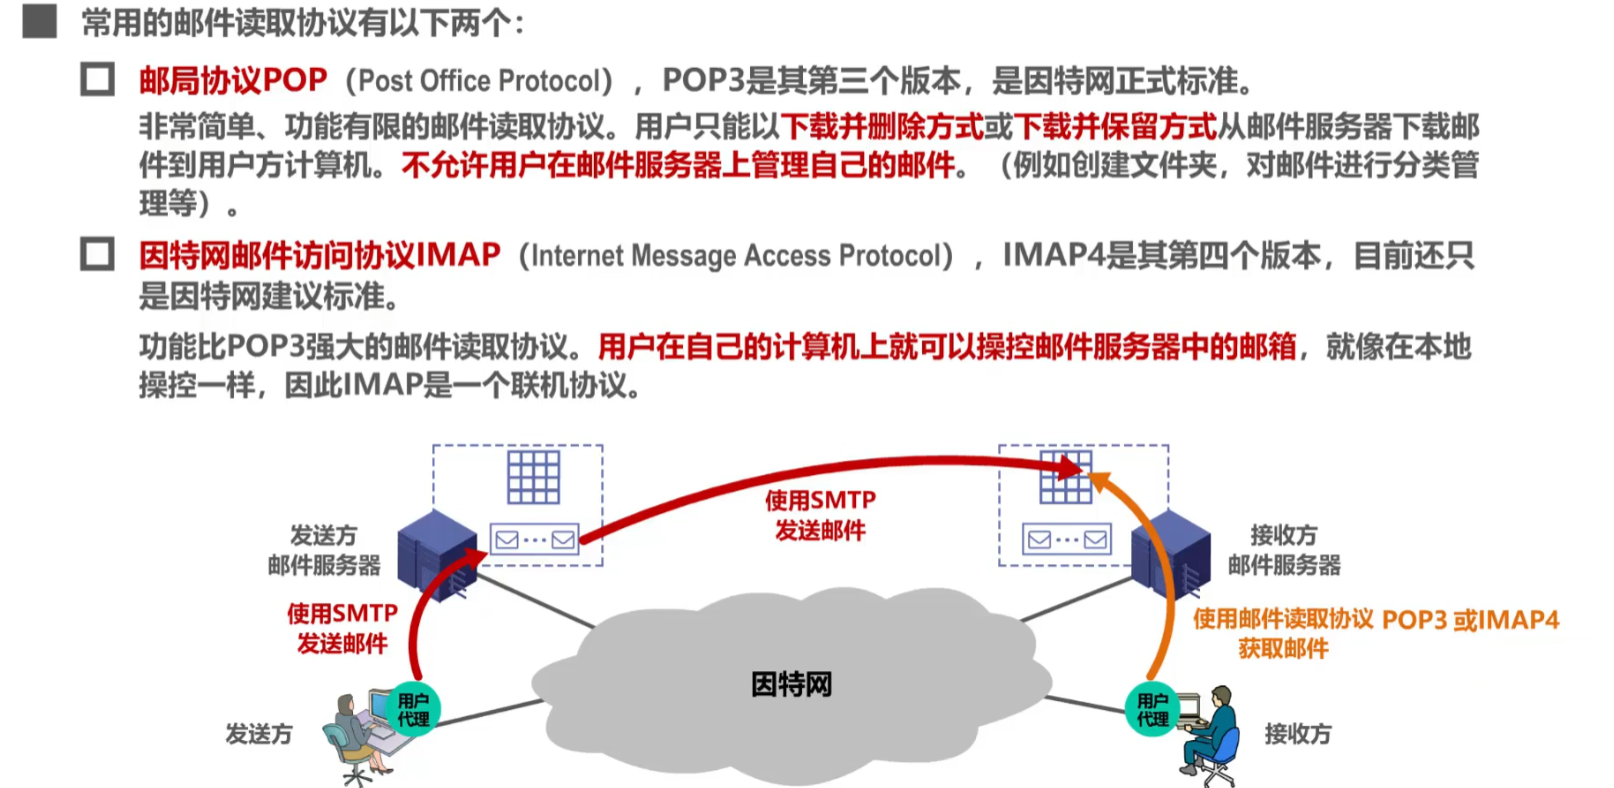 常用的邮件读取协议有以下两个：
邮局协议POP（Post Office Protocol），POP3是其第三个版本，是因特网正式标准。
非常简单、功能有限的邮件读取协议。用户只能以下载并删除方式或下载并保留方式从邮件服务器下载邮
件到用户方计算机。不允许用户在邮件服务器上管理自己的邮件。（例如创建文件夹，对邮件进行分类管
理等）。
因特网邮件访问协议IMAP（Internet Message Access Protocol），IMAP4是其第四个版本，目前还只
是因特网建议标准。
功能比POP3强大的邮件读取协议。用户在自己的计算机上就可以操控邮件服务器中的邮箱，就像在本地
操控一样，因此IMAP是一个联机协议。
使用SMTP
发送邮件
发送方
邮件服务器
接收方
邮件服务器
使用SMTP
发送邮件
使用邮件读取协议 POP3 或IMAP4
获取邮件
因特网
用户
代理
用户
代理
发送方
接收方